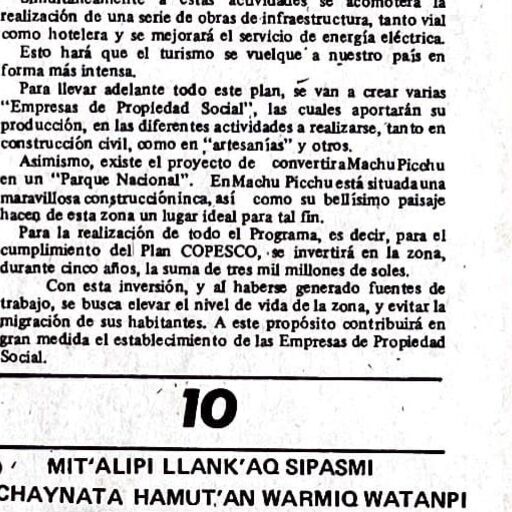 Simultáneamente a estas actividades se acometerá la
realización de una serie de obras de infraestructura, tanto vial
como hotelera y se mejorará el servicio de energía eléctrica.
Esto hará que el turismo se vuelque a nuestro país en
forma más intensa.
Para llevar adelante todo este plan, se van a crear varias
"Empresas de Propiedad Social", las cuales aportarán su
producción, en las diferentes actividades a realizarse, tanto en
construcción civil, como en "artesanías" y otros.
Asimismo, existe el proyecto de convertir a Machu Picchu
en un "Parque Nacional". En Machu Picchu está situada una
maravillosa construcción inca, así como su bellísimo paisaje
hacen de esta zona un lugar ideal para tal fin.
Para la realización de todo el Programa, es decir, para el
cumplimiento del Plan COPESCO, se invertirá en la zona,
durante cinco años, la suma de tres mil millones de soles.
Con esta inversión, y al haberse generado fuentes de
trabajo, se busca elevar el nivel de vida de la zona, y evitar la
migración de sus habitantes. A este propósito contribuirá en
gran medida el establecimiento de las Empresas de Propiedad
Social.
10
MIT'ALIPI LLANK'AQ SIPASMI
CHAYNATA HAMUT'AN WARMIQ WATANPI